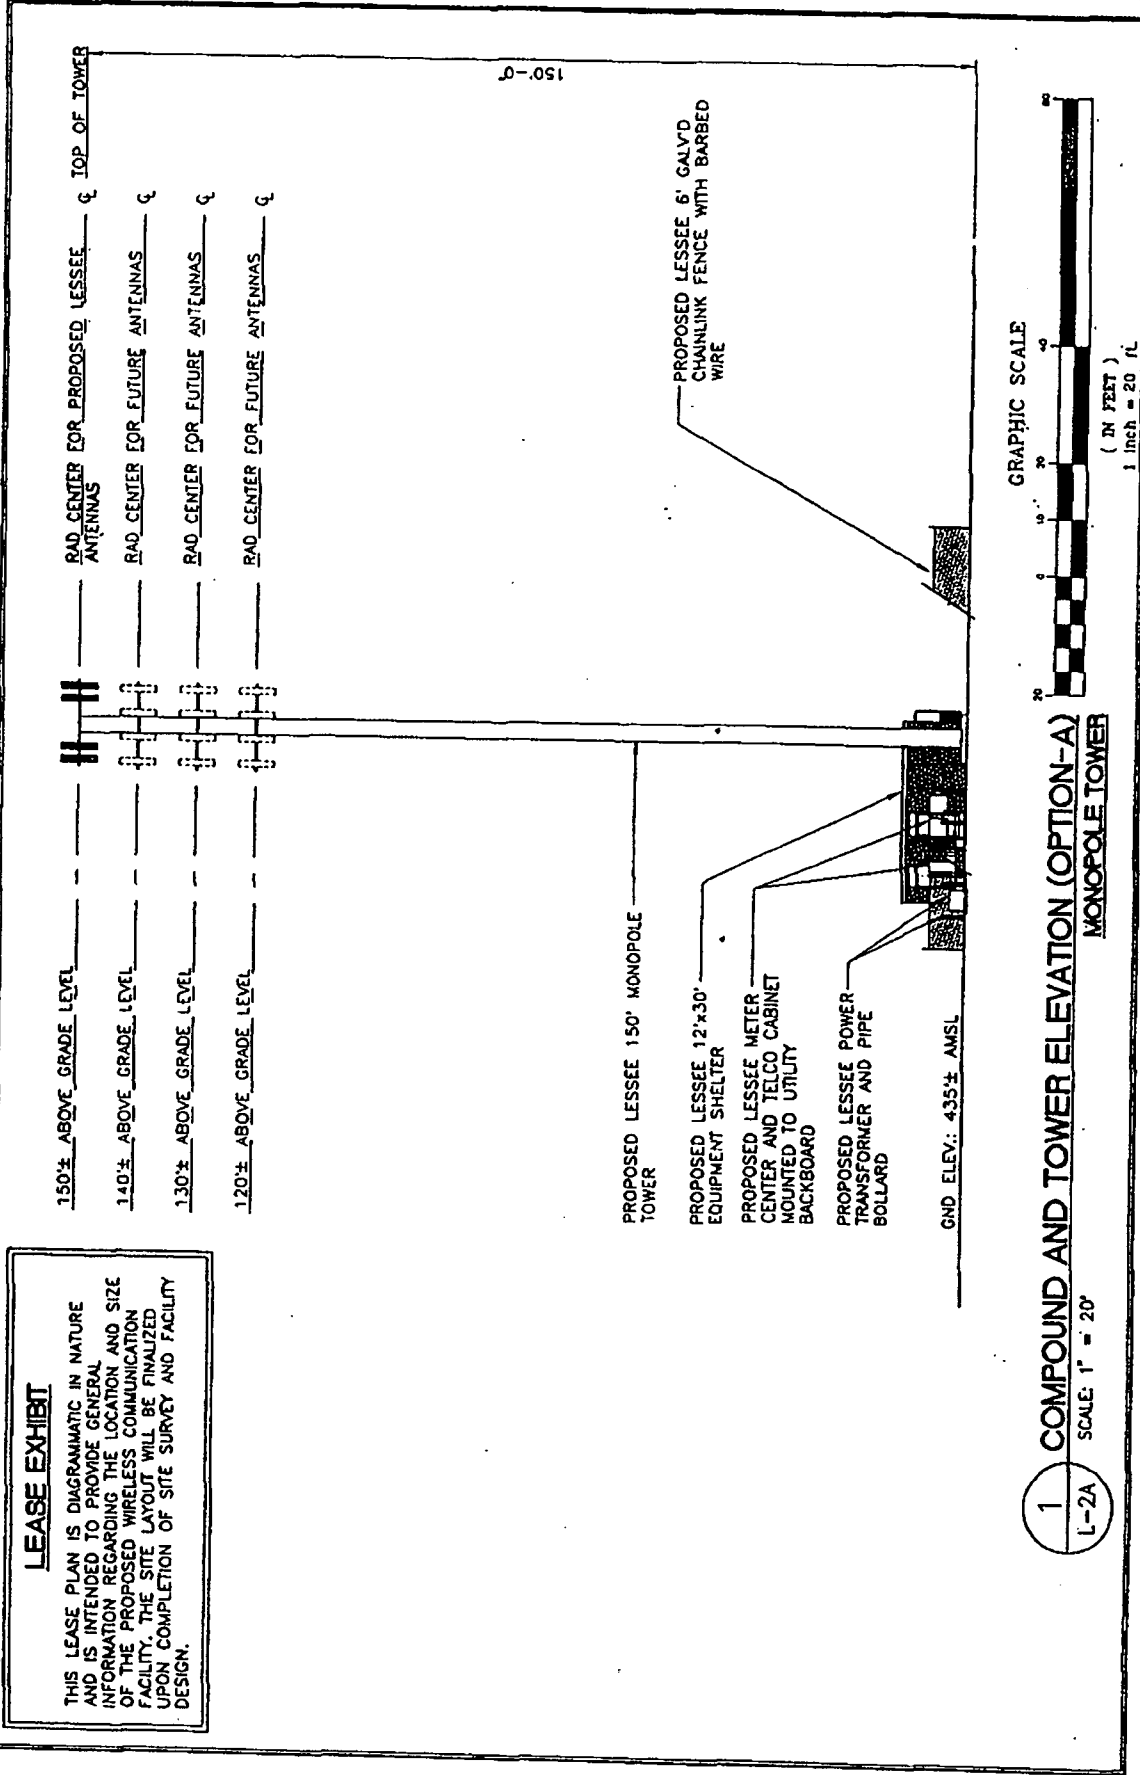 LEASE EXHIBIT
THIS LEASE PLAN IS DIAGRAMMATIC IN NATURE
AND IS INTENDED TO PROVIDE GENERAL
INFORMATION REGARDING THE LOCATION AND SIZE
OF THE PROPOSED WIRELESS COMMUNICATION
FACILITY. THE SITE LAYOUT WILL BE FINALIZED
UPON COMPLETION OF SITE SURVEY AND FACILITY
DESIGN.
150'± ABOVE GRADE LEVEL
140'± ABOVE GRADE LEVEL
130'± ABOVE GRADE LEVEL
120'± ABOVE GRADE LEVEL
RAD CENTER FOR PROPOSED LESSEE
ANTENNAS
RAD CENTER FOR FUTURE ANTENNAS
RAD CENTER FOR FUTURE ANTENNAS
RAD CENTER FOR FUTURE ANTENNAS
TOP OF TOWER
150'-0"
PROPOSED LESSEE 150' MONOPOLE
TOWER
PROPOSED LESSEE 12'x30'
EQUIPMENT SHELTER
PROPOSED LESSEE METER
CENTER AND TELCO CABINET
MOUNTED TO UTILITY
BACKBOARD
PROPOSED LESSEE POWER
TRANSFORMER AND PIPE
BOLLARD
GND ELEV.: 435'± AMSL
PROPOSED LESSEE 6' GALV'D
CHAINLINK FENCE WITH BARBED
WIRE
1
L-2A
COMPOUND AND TOWER ELEVATION (OPTION-A)
SCALE: 1" = 20'
MONOPOLE TOWER
GRAPHIC SCALE
20 0 10 20 40 80
( IN FEET )
1 inch = 20 ft.